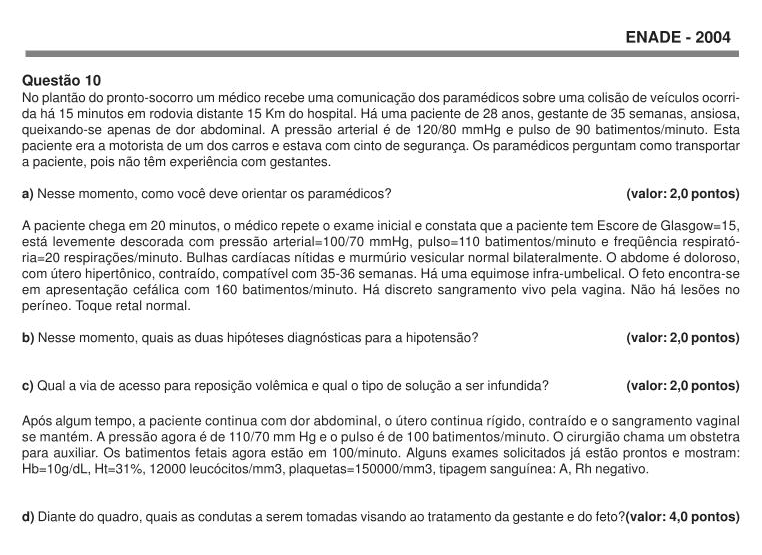 ENADE - 2004
Questão 10
No plantão do pronto-socorro um médico recebe uma comunicação dos paramédicos sobre uma colisão de veículos ocorri-
da há 15 minutos em rodovia distante 15 Km do hospital. Há uma paciente de 28 anos, gestante de 35 semanas, ansiosa,
queixando-se apenas de dor abdominal. A pressão arterial é de 120/80 mmHg e pulso de 90 batimentos/minuto. Esta
paciente era a motorista de um dos carros e estava com cinto de segurança. Os paramédicos perguntam como transportar
a paciente, pois não têm experiência com gestantes.
a) Nesse momento, como você deve orientar os paramédicos? (valor: 2,0 pontos)
A paciente chega em 20 minutos, o médico repete o exame inicial e constata que a paciente tem Escore de Glasgow=15,
está levemente descorada com pressão arterial=100/70 mmHg, pulso=110 batimentos/minuto e freqüência respirató-
ria=20 respirações/minuto. Bulhas cardíacas nítidas e murmúrio vesicular normal bilateralmente. O abdome é doloroso,
com útero hipertônico, contraído, compatível com 35-36 semanas. Há uma equimose infra-umbelical. O feto encontra-se
em apresentação cefálica com 160 batimentos/minuto. Há discreto sangramento vivo pela vagina. Não há lesões no
períneo. Toque retal normal.
b) Nesse momento, quais as duas hipóteses diagnósticas para a hipotensão? (valor: 2,0 pontos)
c) Qual a via de acesso para reposição volêmica e qual o tipo de solução a ser infundida? (valor: 2,0 pontos)
Após algum tempo, a paciente continua com dor abdominal, o útero continua rígido, contraído e o sangramento vaginal
se mantém. A pressão agora é de 110/70 mm Hg e o pulso é de 100 batimentos/minuto. O cirurgião chama um obstetra
para auxiliar. Os batimentos fetais agora estão em 100/minuto. Alguns exames solicitados já estão prontos e mostram:
Hb=10g/dL, Ht=31%, 12000 leucócitos/mm3, plaquetas=150000/mm3, tipagem sanguínea: A, Rh negativo.
d) Diante do quadro, quais as condutas a serem tomadas visando ao tratamento da gestante e do feto?(valor: 4,0 pontos)